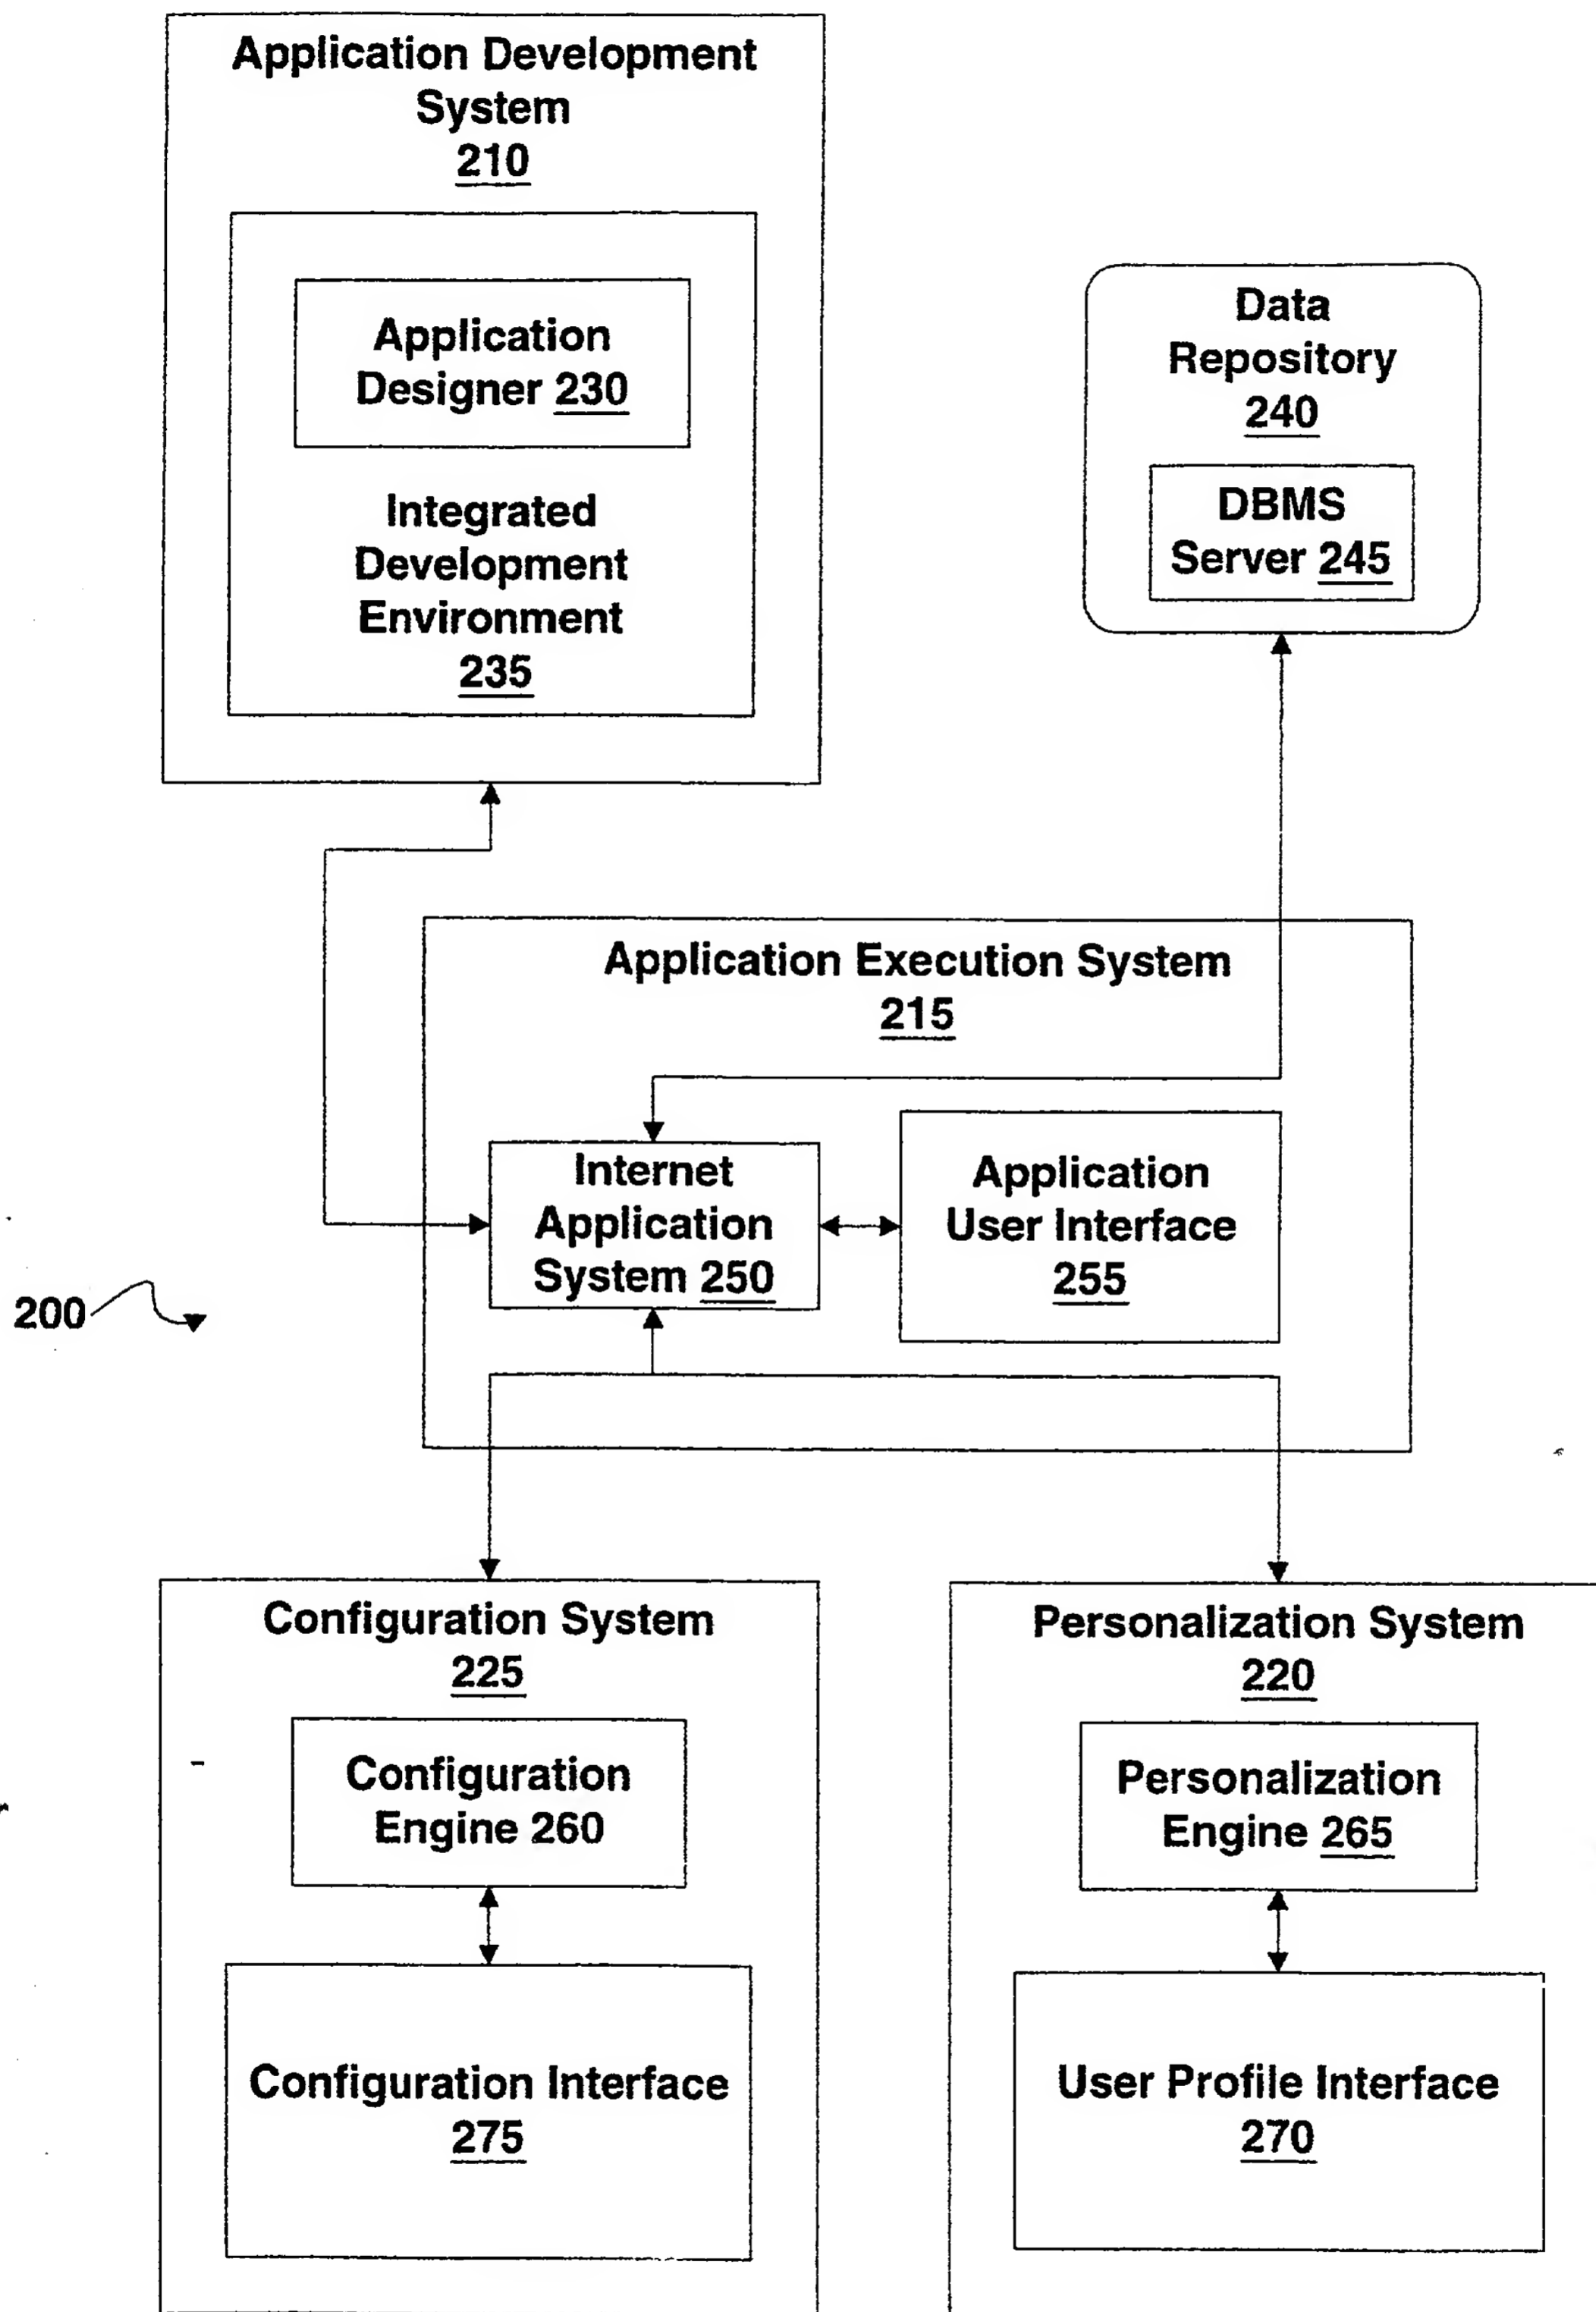 Application Development
System
210
Application
Designer 230
Integrated
Development
Environment
235
Data
Repository
240
DBMS
Server 245
Application Execution System
215
Internet
Application
System 250
Application
User Interface
255
200
Configuration System
225
Configuration
Engine 260
Configuration Interface
275
Personalization System
220
Personalization
Engine 265
User Profile Interface
270